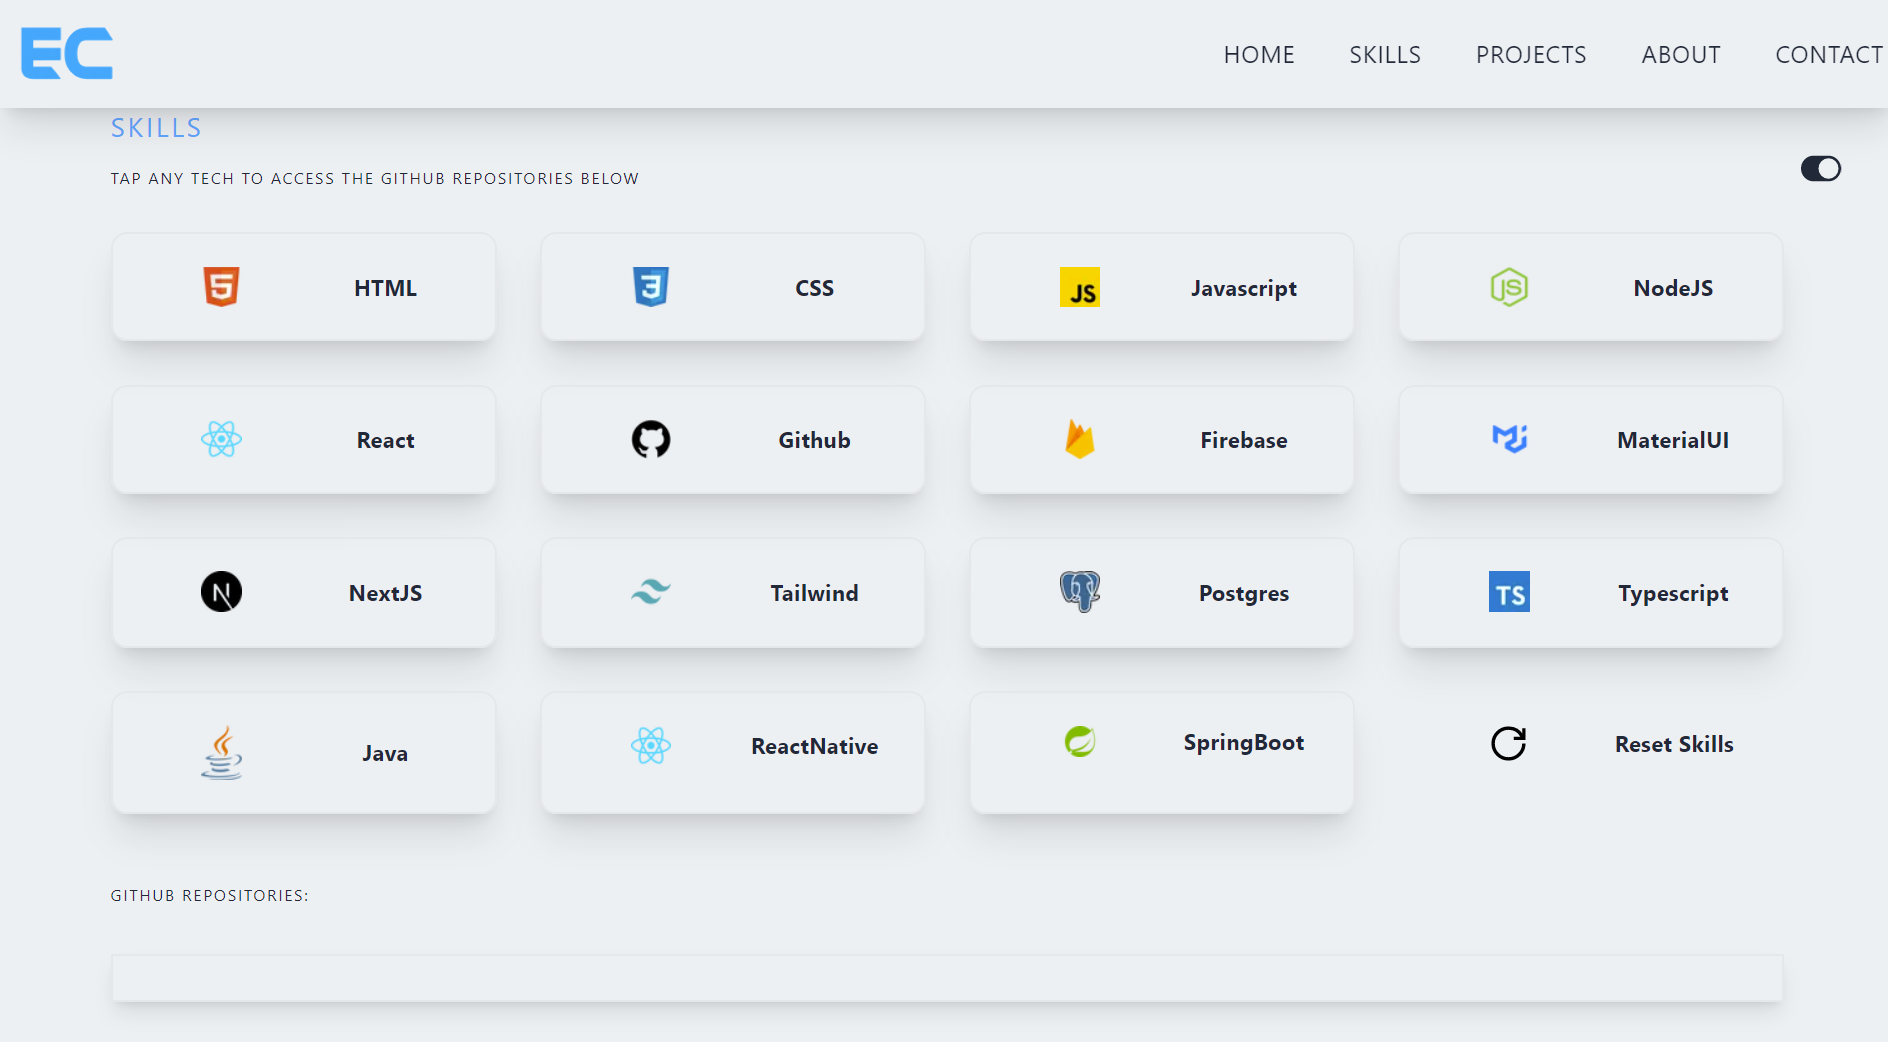 EC
HOME SKILLS PROJECTS ABOUT CONTACT
SKILLS
TAP ANY TECH TO ACCESS THE GITHUB REPOSITORIES BELOW
5 HTML 3 CSS JS Javascript JS NodeJS
React Github Firebase MaterialUI
N NextJS Tailwind Postgres TS Typescript
Java ReactNative SpringBoot Reset Skills
GITHUB REPOSITORIES: